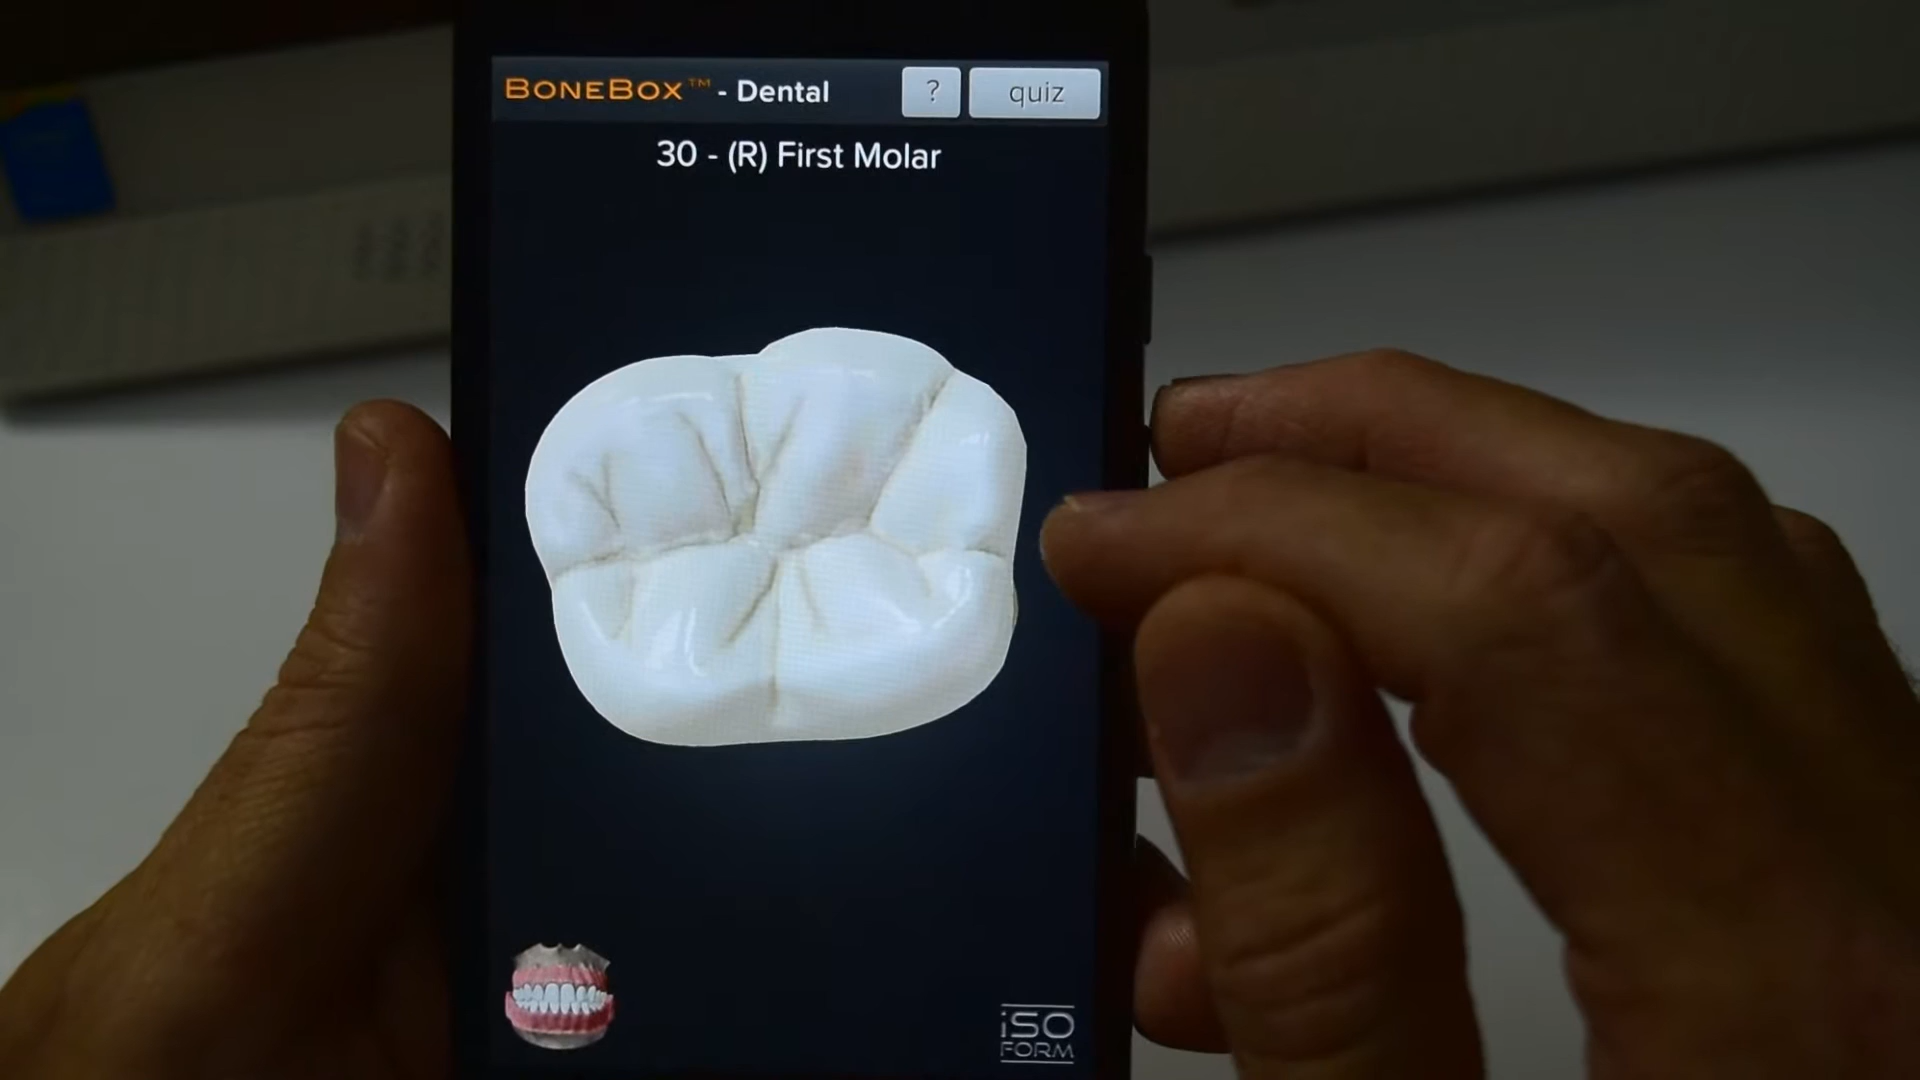 BONEBOX™ - Dental
?
quiz
30 - (R) First Molar
iSO
FORM